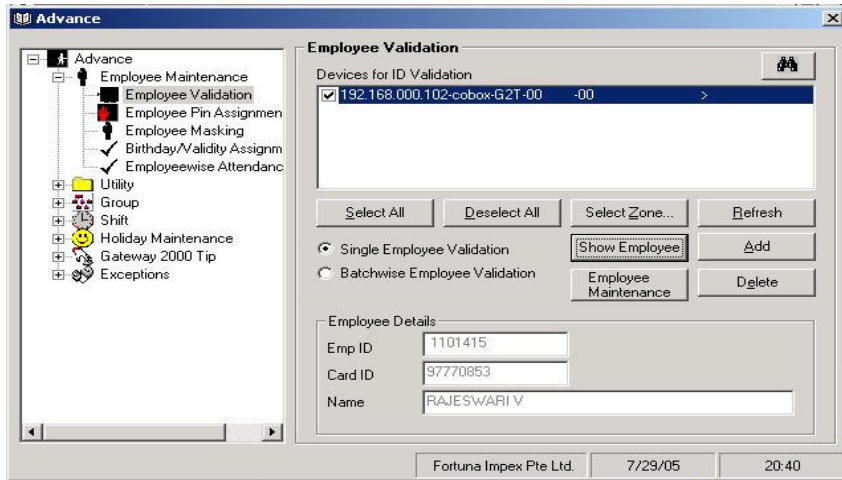 Advance
Advance
Employee Maintenance
Employee Validation
Employee Pin Assignmen
Employee Masking
Birthday/Validity Assignm
Employeewise Attendanc
Utility
Group
Shift
Holiday Maintenance
Gateway 2000 Tip
Exceptions
Employee Validation
Devices for ID Validation
192.168.000.102-cobox-G2T-00 -00 >
Select All Deselect All Select Zone... Refresh
Single Employee Validation Show Employee Add
Batchwise Employee Validation Employee Maintenance Delete
Employee Details
Emp ID 1101415
Card ID 97770853
Name RAJESWARI V
Fortuna Impex Pte Ltd. 7/29/05 20:40